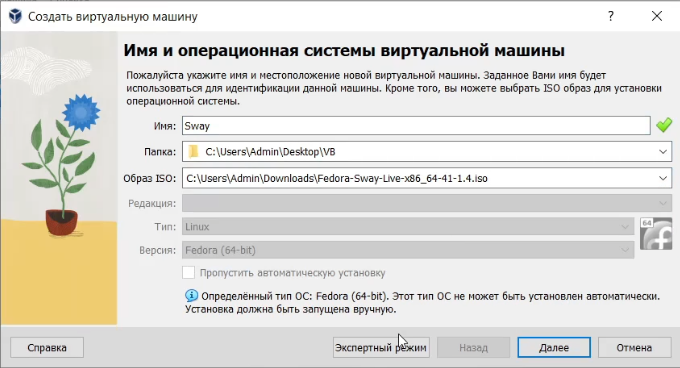 Создать виртуальную машину
?
Имя и операционная системы виртуальной машины
Пожалуйста укажите имя и местоположение новой виртуальной машины. Заданное Вами имя будет
использоваться для идентификации данной машины. Кроме того, вы можете выбрать ISO образ для установки
операционной системы.
Имя: Sway
Папка: C:\Users\Admin\Desktop\VB
Образ ISO: C:\Users\Admin\Downloads\Fedora-Sway-Live-x86_64-41-1.4.iso
Редакция:
Тип: Linux
64
Версия: Fedora (64-bit)
Пропустить автоматическую установку
Определённый тип ОС: Fedora (64-bit). Этот тип ОС не может быть установлен автоматически.
Установка должна быть запущена вручную.
Справка Экспертный режим Назад Далее Отмена